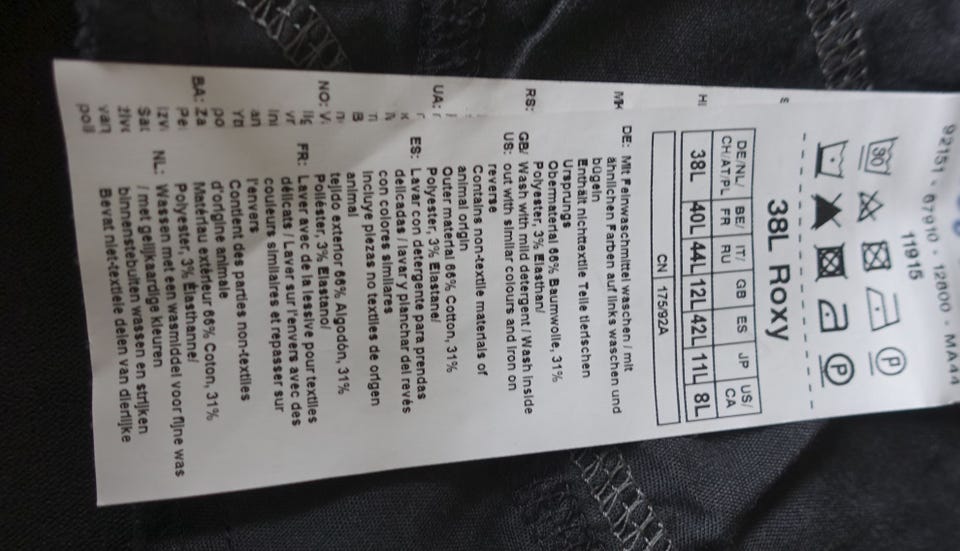 92151 - 67910 - 12800 - MA44
11915
30
P
P
38L Roxy
DE/NL/ CH/AT/PL BE/ FR IT/ RU GB ES JP US/ CA
38L 40L 44L 12L 42L 11L 8L
CN 175/92A
DE: Mit Feinwaschmittel waschen / mit
ähnlichen Farben auf links waschen und
bügeln
Enthält nichttextile Teile tierischen
Ursprungs
Obermaterial 66% Baumwolle, 31%
Polyester, 3% Elasthan/
GB/ Wash with mild detergent / Wash inside
US: out with similar colours and iron on
reverse
Contains non-textile materials of
animal origin
Outer material 66% Cotton, 31%
Polyester, 3% Elastane/
ES: Lavar con detergente para prendas
delicadas / lavar y planchar del revés
con colores similares
Incluye piezas no textiles de origen
animal
tejido exterior 66% Algodón, 31%
Poliéster, 3% Elastano/
FR: Laver avec de la lessive pour textiles
délicats / Laver sur l'envers avec des
couleurs similaires et repasser sur
l'envers
Contient des parties non-textiles
d'origine animale
Matériau extérieur 66% Coton, 31%
Polyester, 3% Élasthanne/
NL: Wassen met een wasmiddel voor fijne was
/ met gelijkaardige kleuren
binnenstebuiten wassen en strijken
Bevat niet-textiele delen van dierlijke
RS:
UA:
NO:
BA: Za